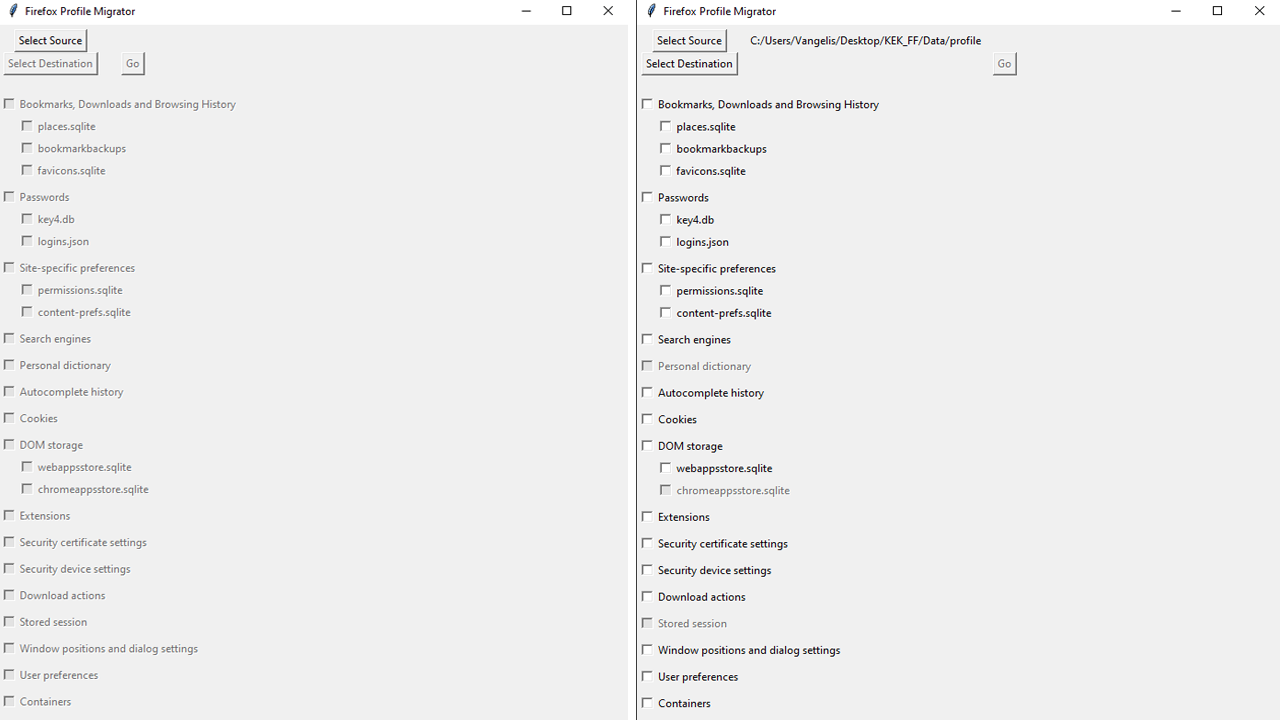 Firefox Profile Migrator
Select Source
Select Destination
Go
Bookmarks, Downloads and Browsing History
places.sqlite
bookmarkbackups
favicons.sqlite
Passwords
key4.db
logins.json
Site-specific preferences
permissions.sqlite
content-prefs.sqlite
Search engines
Personal dictionary
Autocomplete history
Cookies
DOM storage
webappsstore.sqlite
chromeappsstore.sqlite
Extensions
Security certificate settings
Security device settings
Download actions
Stored session
Window positions and dialog settings
User preferences
Containers
Firefox Profile Migrator
Select Source C:/Users/Vangelis/Desktop/KEK_FF/Data/profile
Select Destination
Go
Bookmarks, Downloads and Browsing History
places.sqlite
bookmarkbackups
favicons.sqlite
Passwords
key4.db
logins.json
Site-specific preferences
permissions.sqlite
content-prefs.sqlite
Search engines
Personal dictionary
Autocomplete history
Cookies
DOM storage
webappsstore.sqlite
chromeappsstore.sqlite
Extensions
Security certificate settings
Security device settings
Download actions
Stored session
Window positions and dialog settings
User preferences
Containers